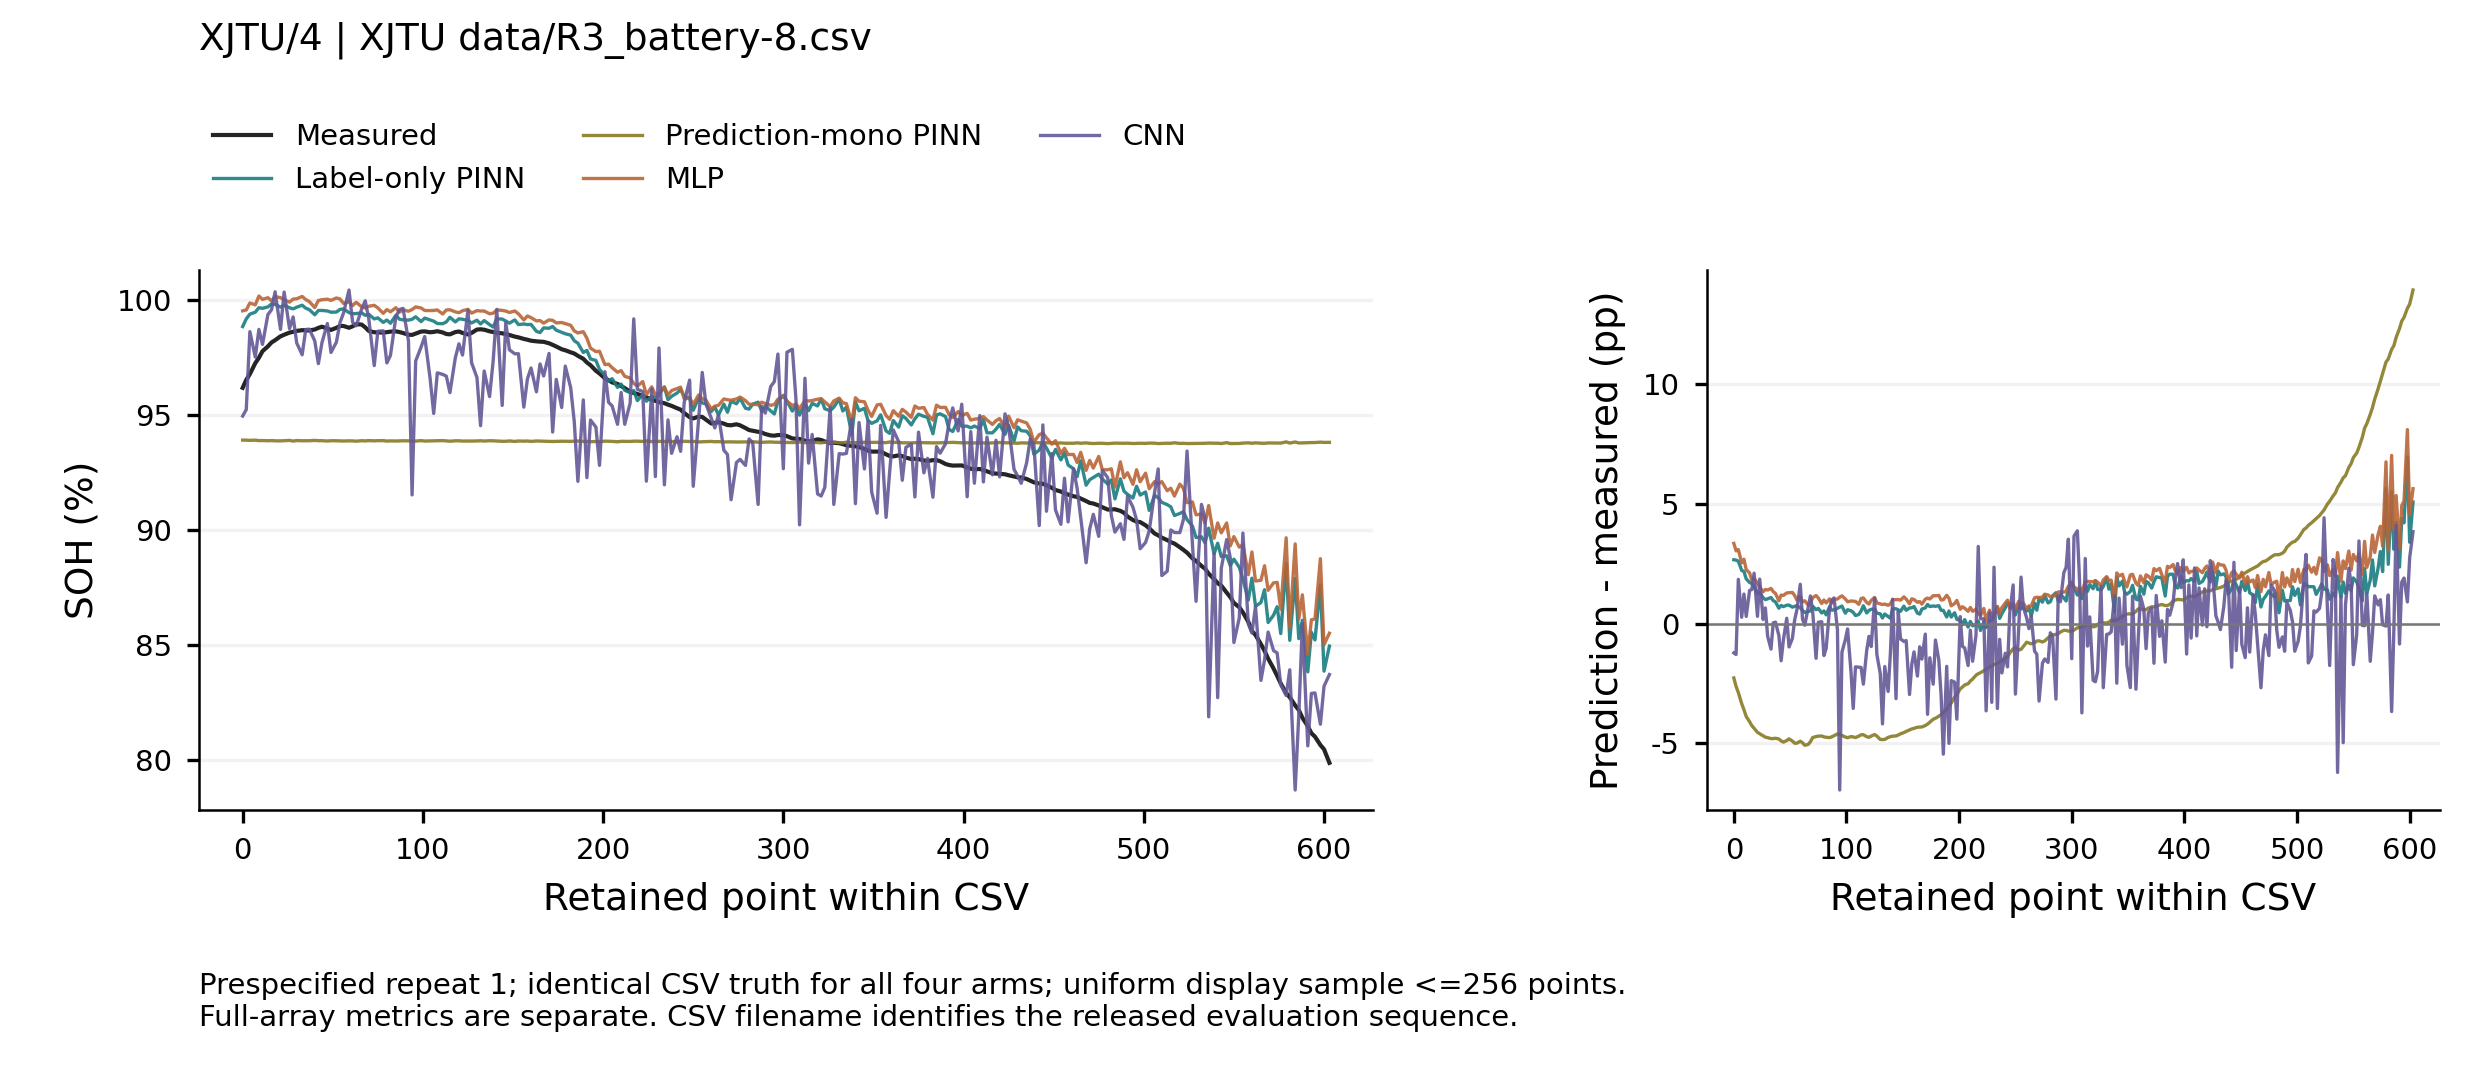 XJTU/4 | XJTU data/R3_battery-8.csv
Measured
Label-only PINN
Prediction-mono PINN
MLP
CNN
SOH (%)
100
95
90
85
80
0 100 200 300 400 500 600
Retained point within CSV
Prediction - measured (pp)
10
5
0
-5
0 100 200 300 400 500 600
Retained point within CSV
Prespecified repeat 1; identical CSV truth for all four arms; uniform display sample <=256 points.
Full-array metrics are separate. CSV filename identifies the released evaluation sequence.